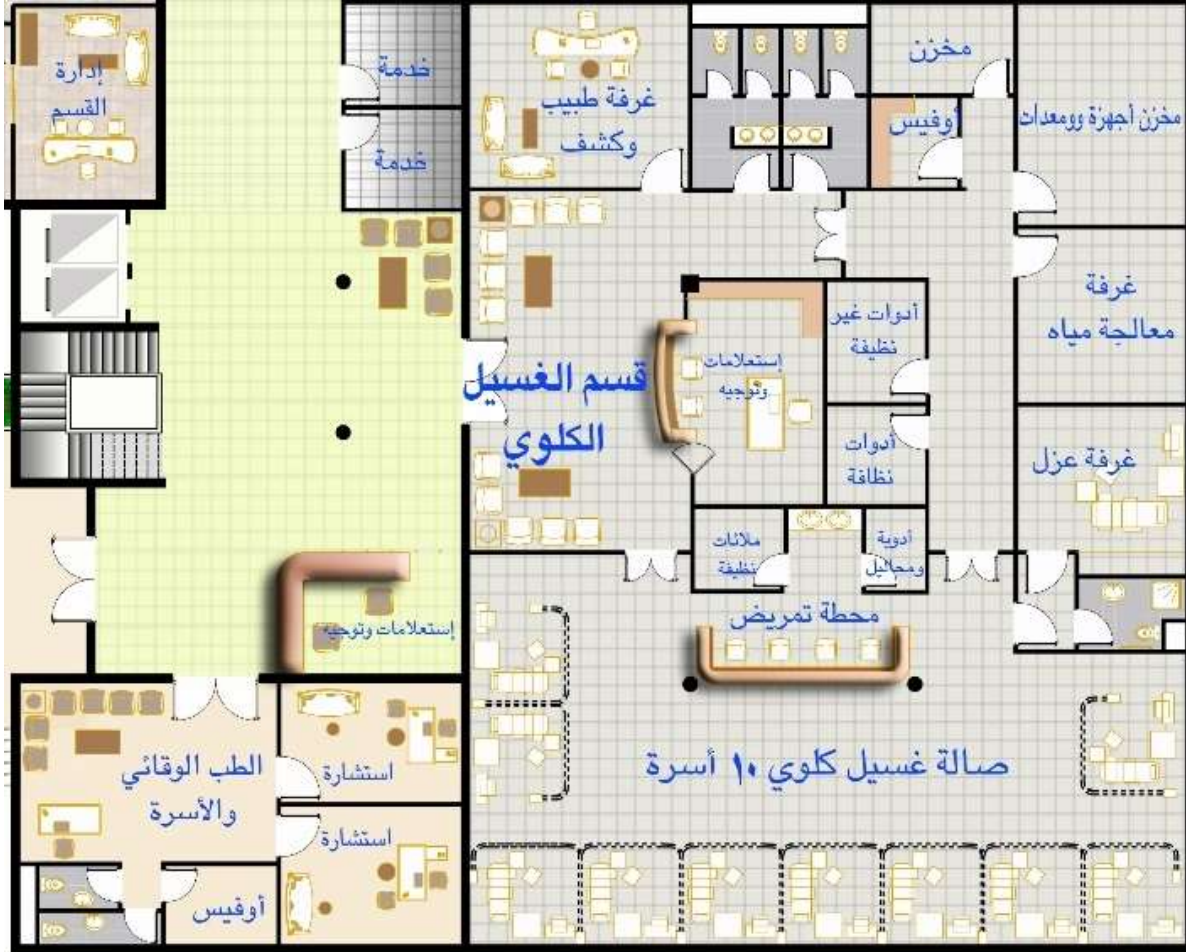 إدارة
القسم
خدمة
خدمة
غرفة طبيب
وكشف
مخزن
أوفيس
مخزن أجهزة ومعدات
غرفة
معالجة مياه
أدوات غير
نظيفة
إستعلامات
وتوجيه
قسم الغسيل
الكلوي
أدوات
نظافة
غرفة عزل
ملائات
نظيفة
أدوية
ومحاليل
محطة تمريض
إستعلامات وتوجيه
صالة غسيل كلوي ١٠ أسرة
الطب الوقائي
والأسرة
استشارة
استشارة
أوفيس